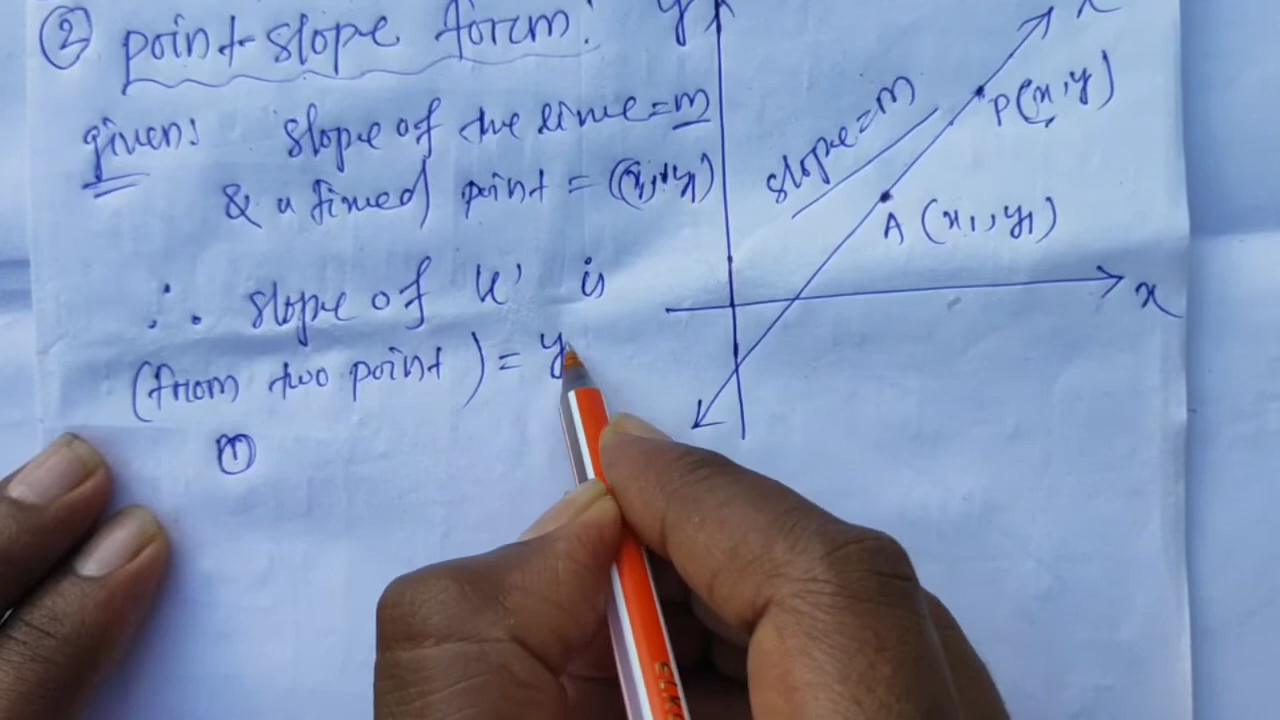 ② point-slope form:
given: slope of the line = m
& a fixed point = (x₁, y₁)
∴ slope of
is
(from two point) = y
①
y
x
slope = m
P(x, y)
A (x₁, y₁)
x
ELK